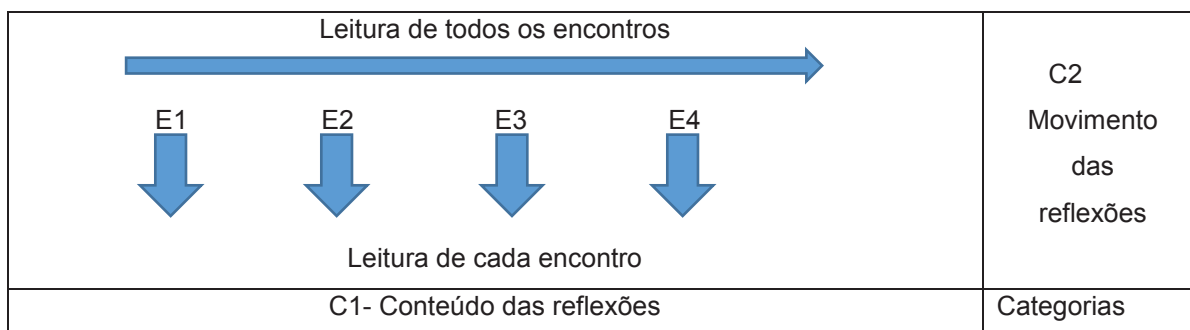 Leitura de todos os encontros
E1 E2 E3 E4
Leitura de cada encontro
C2
Movimento
das
reflexões
C1- Conteúdo das reflexões
Categorias